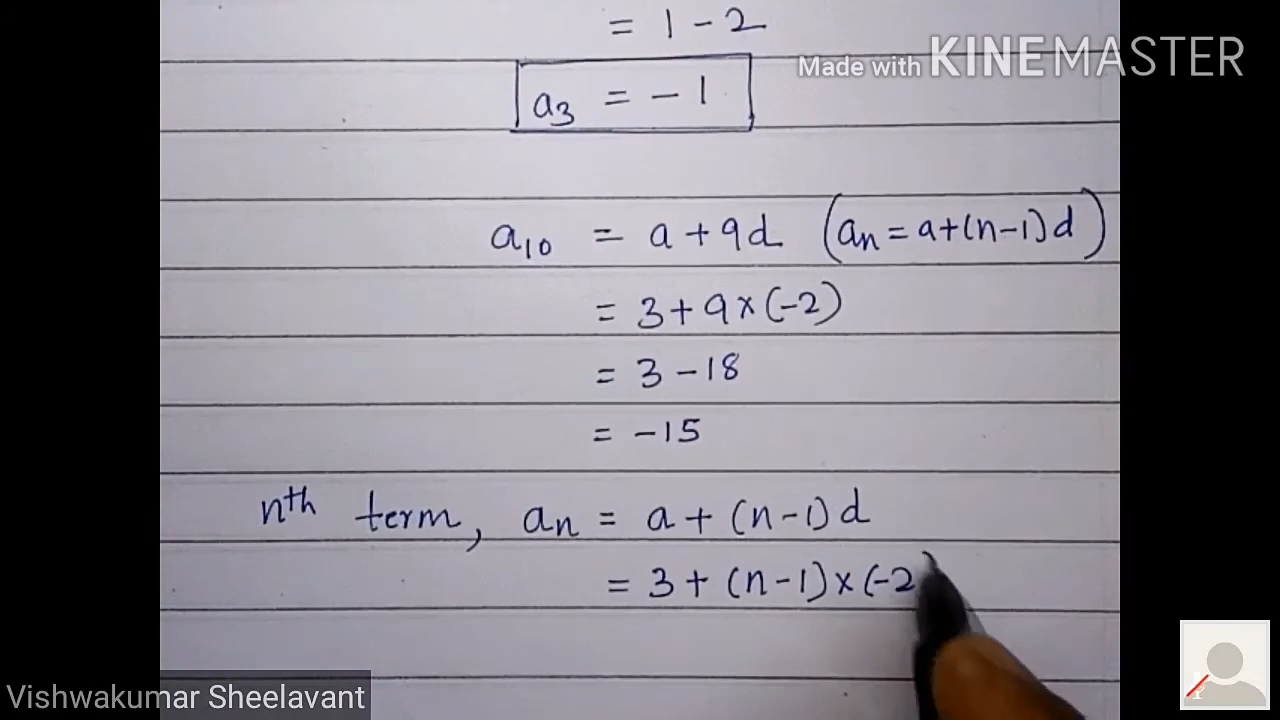 = 1 - 2
Made with KINEMASTER
a₃ = -1
a₁₀ = a + 9d (aₙ = a+(n-1)d)
= 3 + 9 × (-2)
= 3 - 18
= -15
nᵗʰ term, aₙ = a + (n-1)d
= 3 + (n-1) × (-2)
Vishwakumar Sheelavant